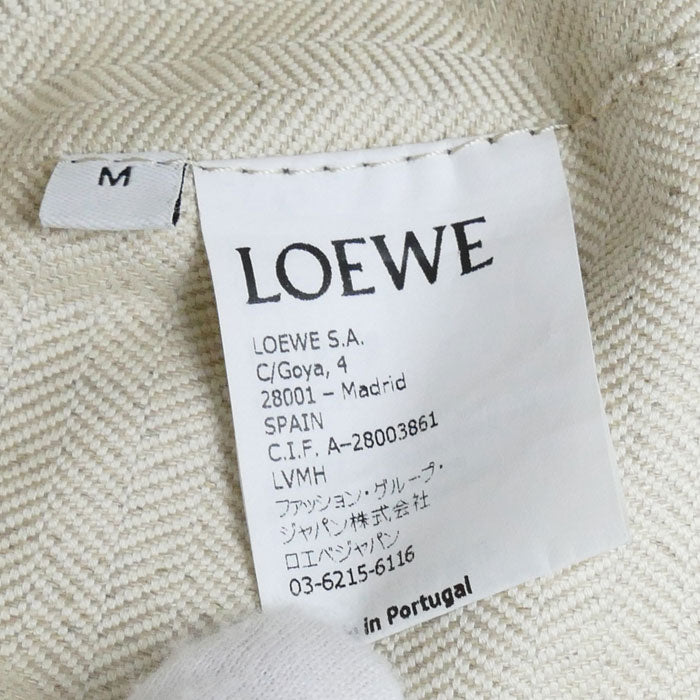 M
LOEWE
LOEWE S.A.
C/Goya, 4
28001 – Madrid
SPAIN
C.I.F. A-28003861
LVMH
ファッション・グループ・
ジャパン株式会社
ロエベジャパン
03-6215-6116
in Portugal